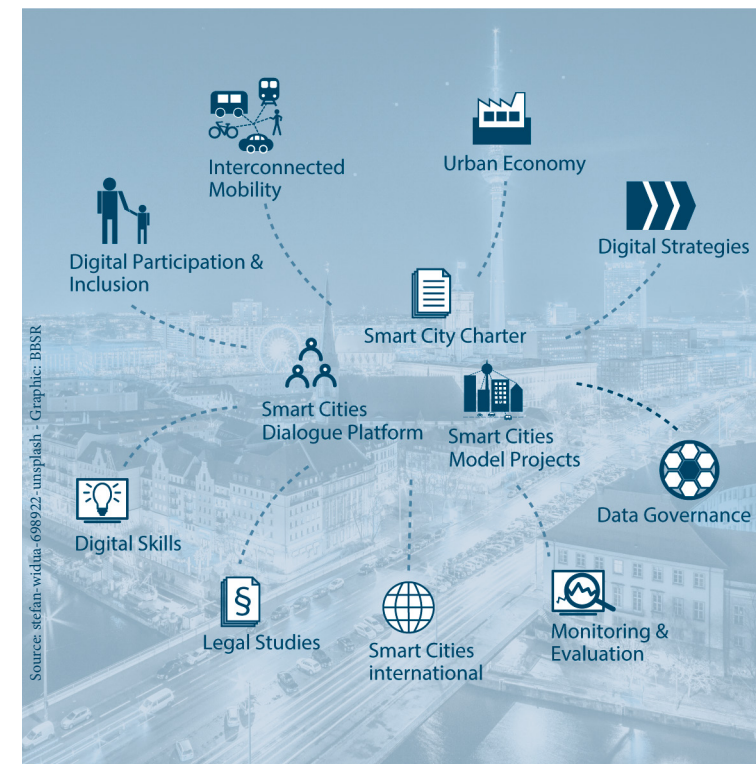 Interconnected
Mobility
Urban Economy
Digital Strategies
Digital Participation &
Inclusion
Smart City Charter
Smart Cities
Dialogue Platform
Smart Cities
Model Projects
Data Governance
Digital Skills
Legal Studies
§
Smart Cities
international
Monitoring &
Evaluation
Source: stefan-widua-698922-unsplash - Graphic: BBSR